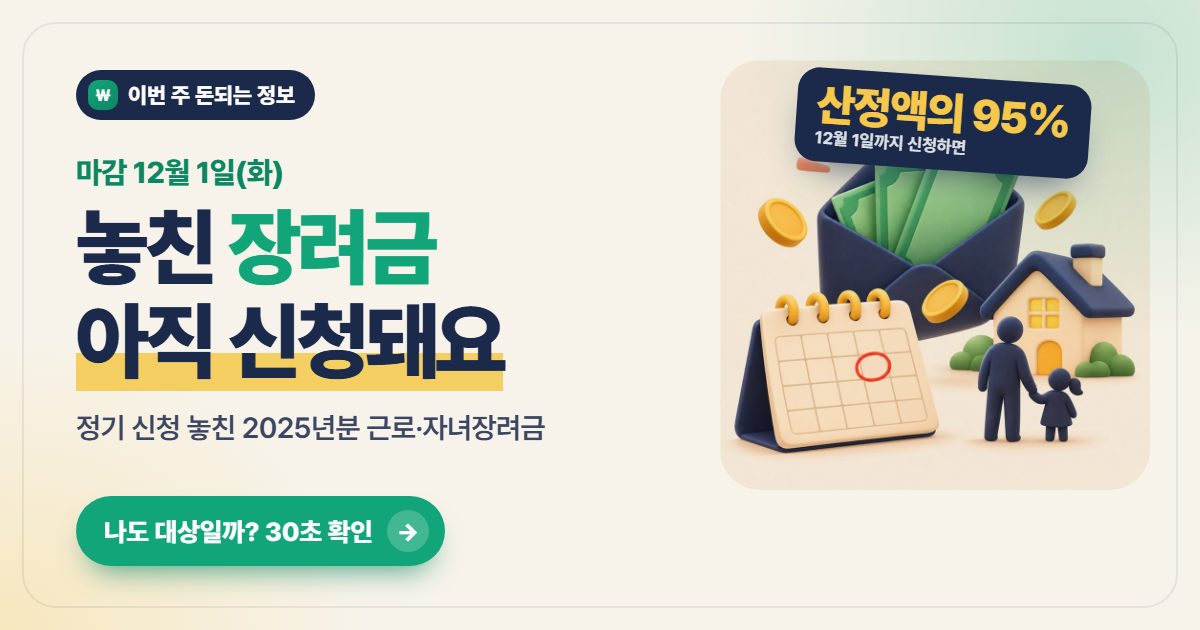 ₩ 이번 주 돈되는 정보
마감 12월 1일(화)
놓친 장려금
아직 신청돼요
정기 신청 놓친 2025년분 근로·자녀장려금
나도 대상일까? 30초 확인 →
산정액의 95%
12월 1일까지 신청하면